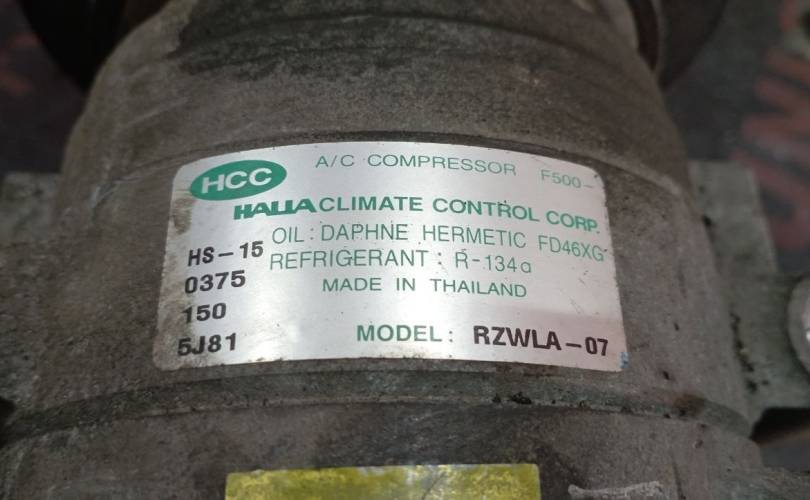 HCC
A/C COMPRESSOR F500-
HALLA CLIMATE CONTROL CORP.
OIL: DAPHNE HERMETIC FD46XG
REFRIGERANT: R-134a
MADE IN THAILAND
HS-15
0375
150
5J81
MODEL: RZWLA-07